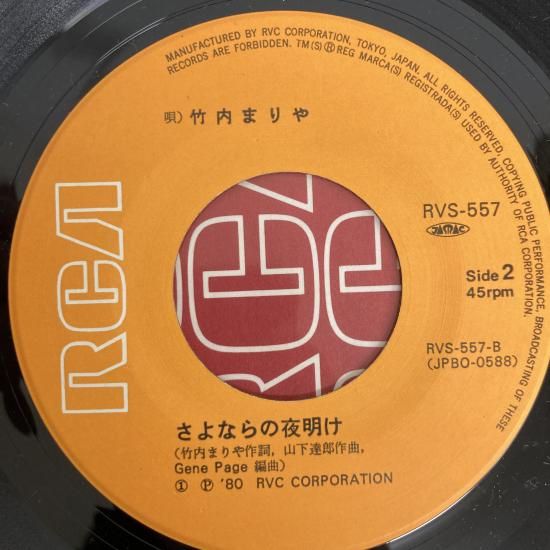 MANUFACTURED BY RVC CORPORATION, TOKYO, JAPAN. ALL RIGHTS RESERVED, COPYING PUBLIC PERFORMANCE, BROADCASTING OF THESE
RECORDS ARE FORBIDDEN. TM(S) ® REG MARCA(S) REGISTRADA(S) USED BY AUTHORITY OF RCA CORPORATION.
唄) 竹内まりや
RCA
RVS-557
JASRAC
Side 2
45rpm
RVS-557-B
(JPBO-0588)
さよならの夜明け
(竹内まりや作詞, 山下達郎作曲,
Gene Page 編曲)
① Ⓟ '80 RVC CORPORATION